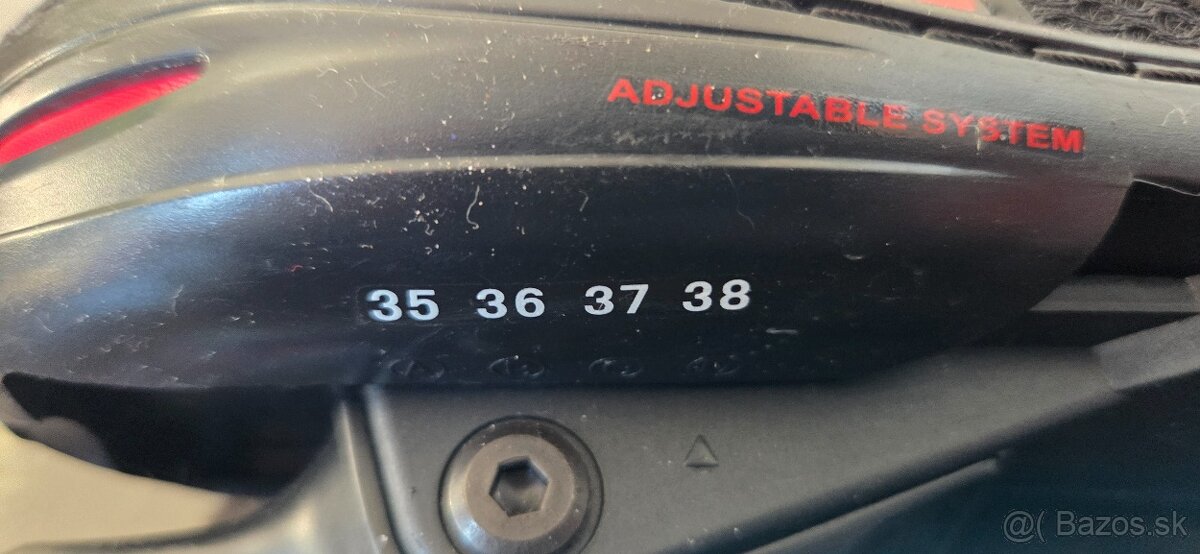 ADJUSTABLE SYSTEM
35 36 37 38
@( Bazos.sk